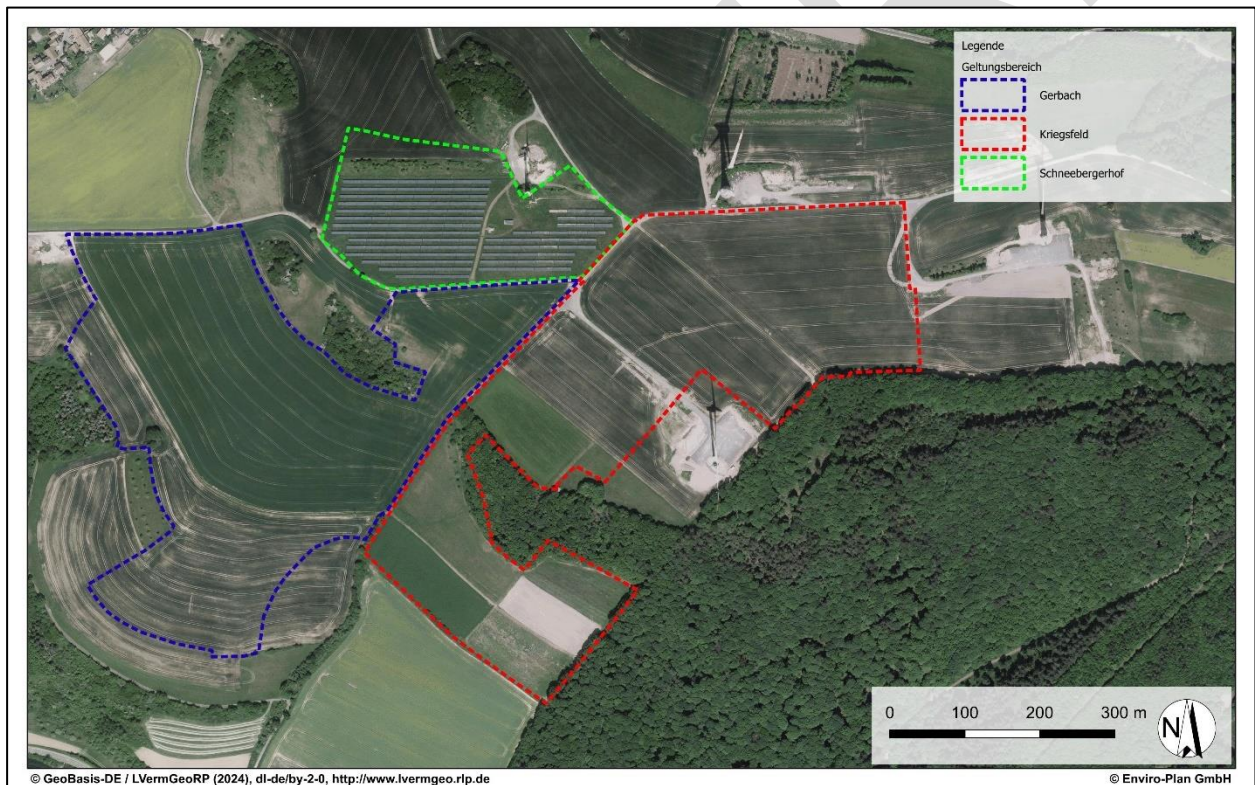 Legende
Geltungsbereich
Gerbach
Kriegsfeld
Schneebergerhof
0 100 200 300 m
N
© GeoBasis-DE / LVermGeoRP (2024), dl-de/by-2-0, http://www.lvermgeo.rlp.de
© Enviro-Plan GmbH